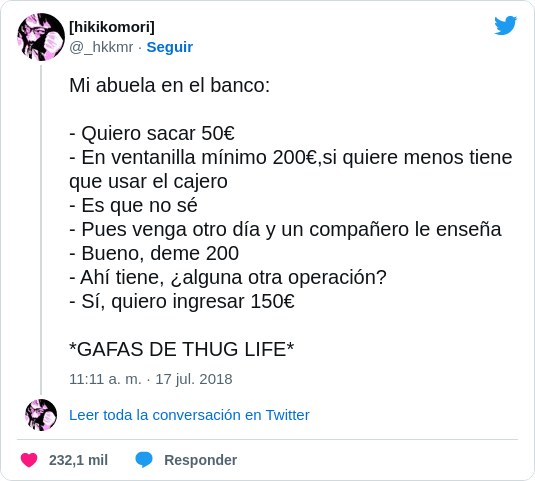 [hikikomori]
@_hkkmr · Seguir
Mi abuela en el banco:
- Quiero sacar 50€
- En ventanilla mínimo 200€,si quiere menos tiene
que usar el cajero
- Es que no sé
- Pues venga otro día y un compañero le enseña
- Bueno, deme 200
- Ahí tiene, ¿alguna otra operación?
- Sí, quiero ingresar 150€
*GAFAS DE THUG LIFE*
11:11 a. m. · 17 jul. 2018
Leer toda la conversación en Twitter
232,1 mil Responder